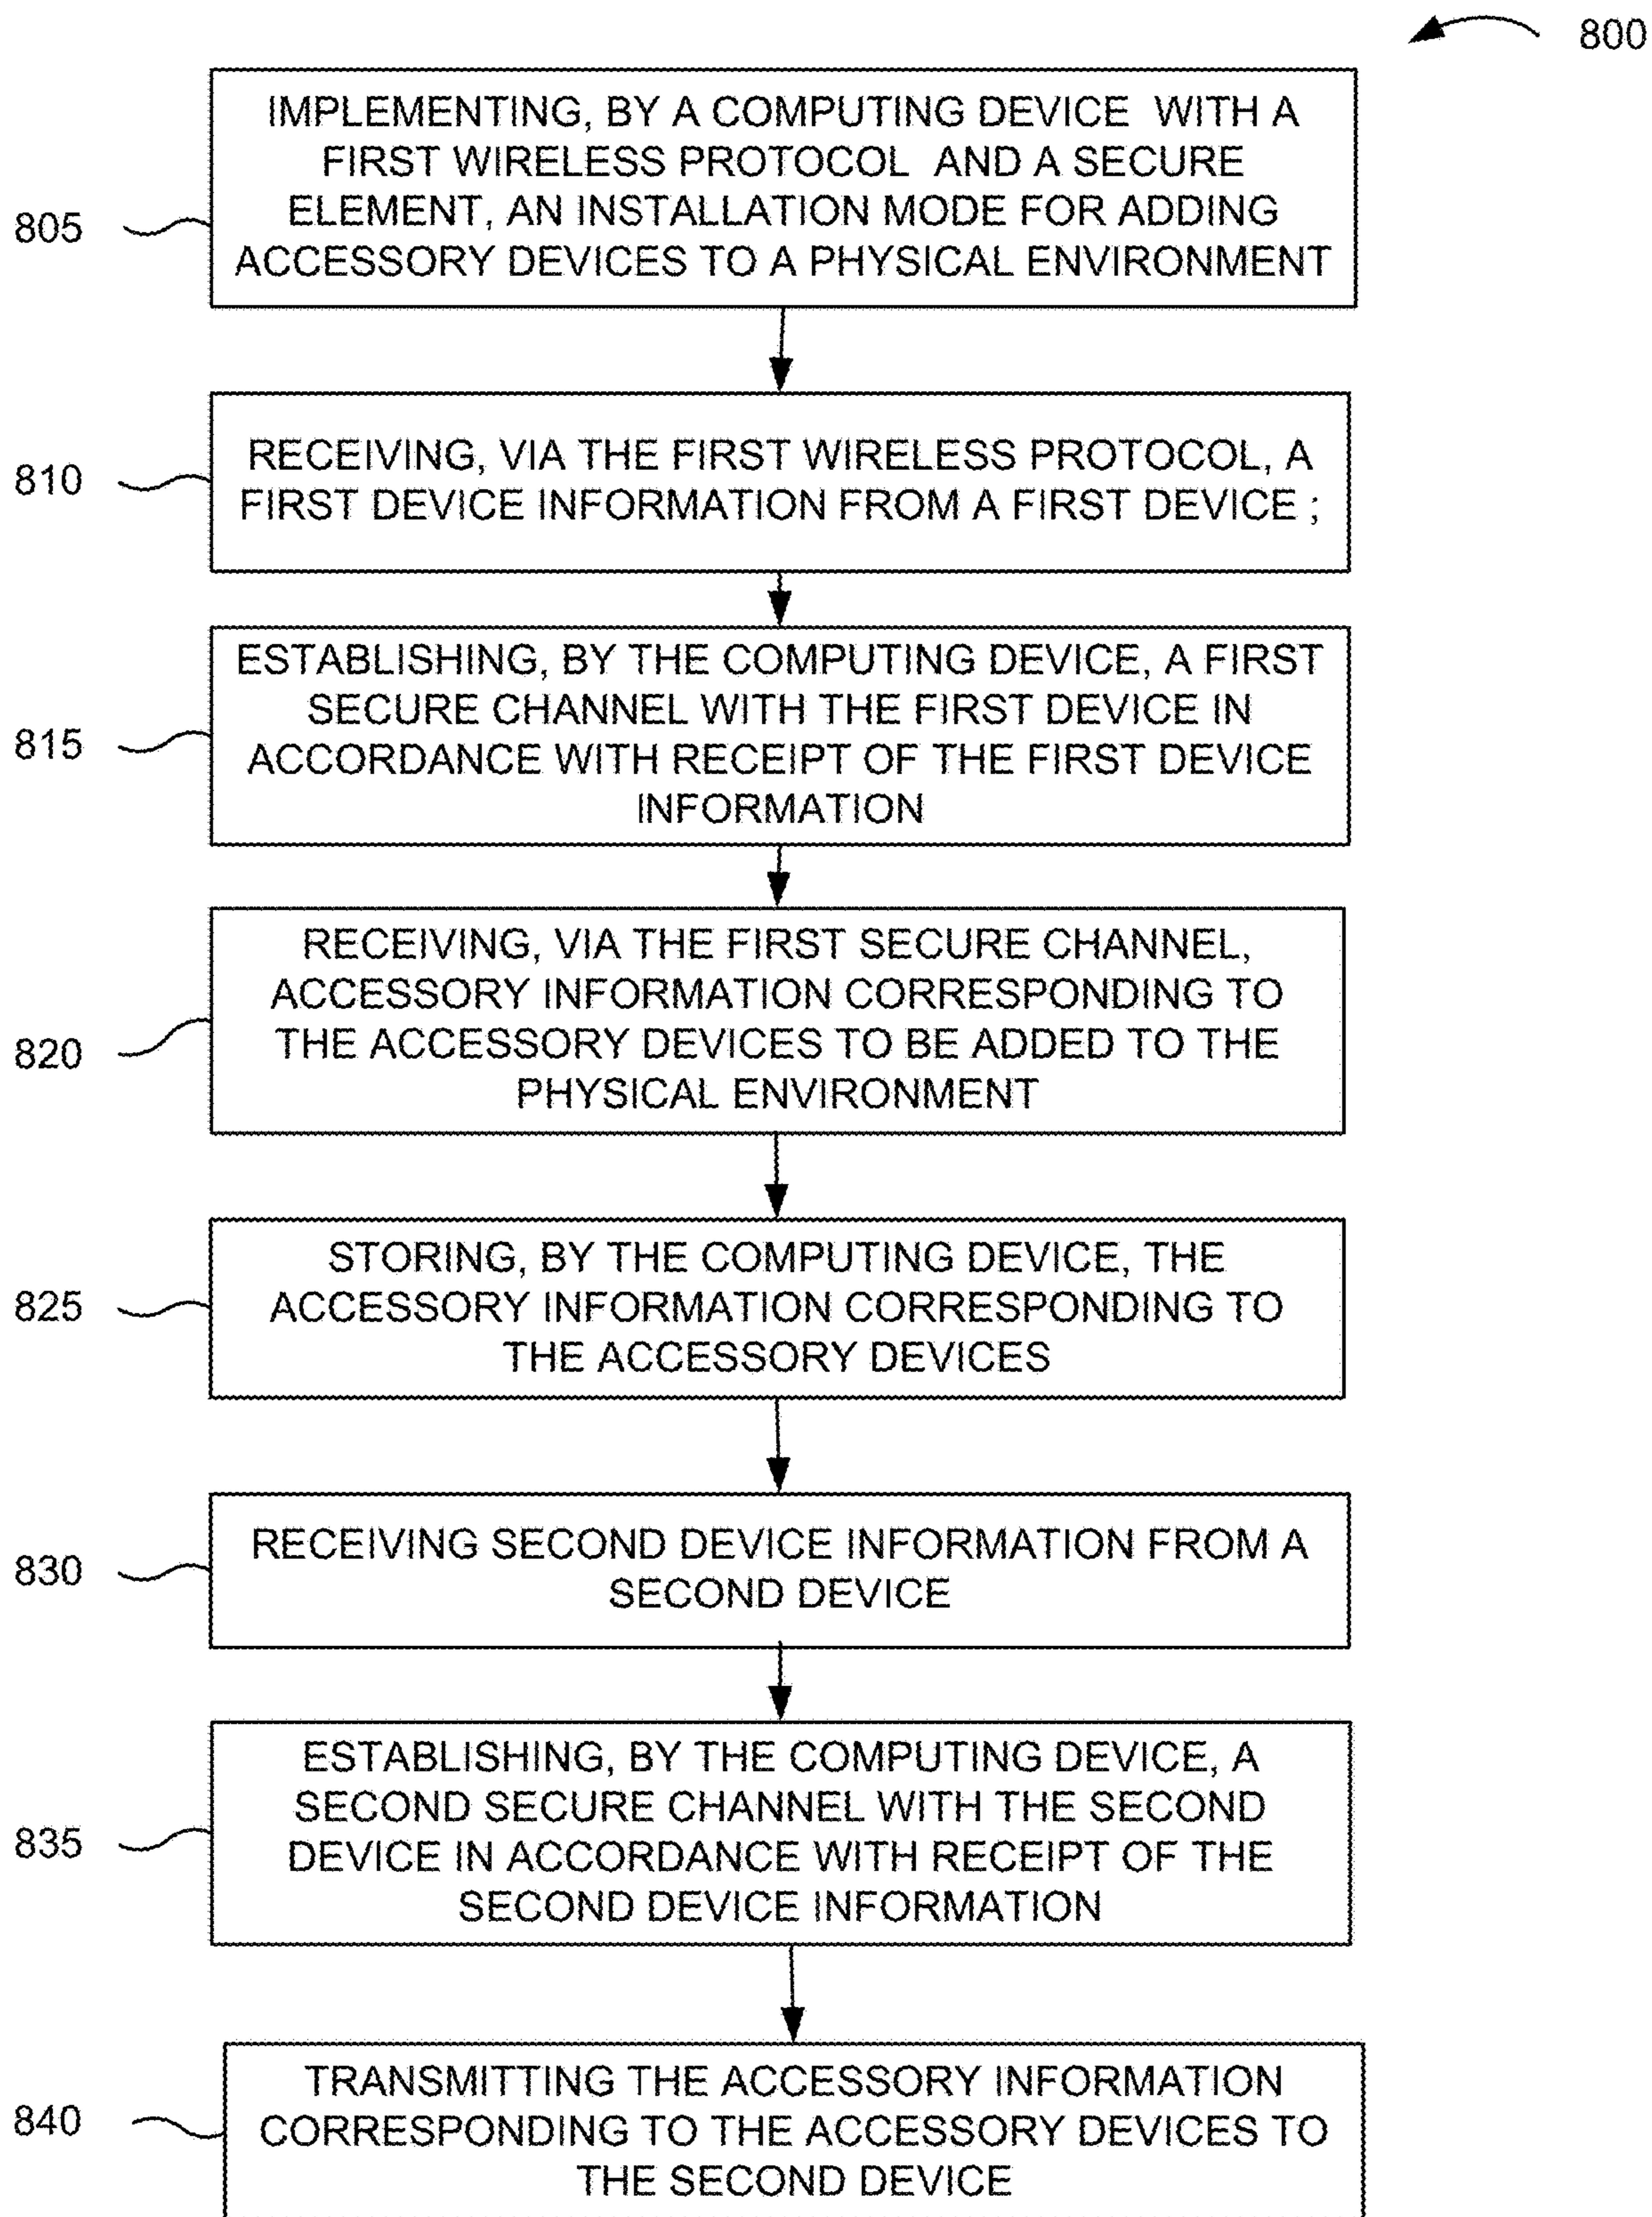 800
805
IMPLEMENTING, BY A COMPUTING DEVICE WITH A
FIRST WIRELESS PROTOCOL AND A SECURE
ELEMENT, AN INSTALLATION MODE FOR ADDING
ACCESSORY DEVICES TO A PHYSICAL ENVIRONMENT
810
RECEIVING, VIA THE FIRST WIRELESS PROTOCOL, A
FIRST DEVICE INFORMATION FROM A FIRST DEVICE ;
815
ESTABLISHING, BY THE COMPUTING DEVICE, A FIRST
SECURE CHANNEL WITH THE FIRST DEVICE IN
ACCORDANCE WITH RECEIPT OF THE FIRST DEVICE
INFORMATION
820
RECEIVING, VIA THE FIRST SECURE CHANNEL,
ACCESSORY INFORMATION CORRESPONDING TO
THE ACCESSORY DEVICES TO BE ADDED TO THE
PHYSICAL ENVIRONMENT
825
STORING, BY THE COMPUTING DEVICE, THE
ACCESSORY INFORMATION CORRESPONDING TO
THE ACCESSORY DEVICES
830
RECEIVING SECOND DEVICE INFORMATION FROM A
SECOND DEVICE
835
ESTABLISHING, BY THE COMPUTING DEVICE, A
SECOND SECURE CHANNEL WITH THE SECOND
DEVICE IN ACCORDANCE WITH RECEIPT OF THE
SECOND DEVICE INFORMATION
840
TRANSMITTING THE ACCESSORY INFORMATION
CORRESPONDING TO THE ACCESSORY DEVICES TO
THE SECOND DEVICE